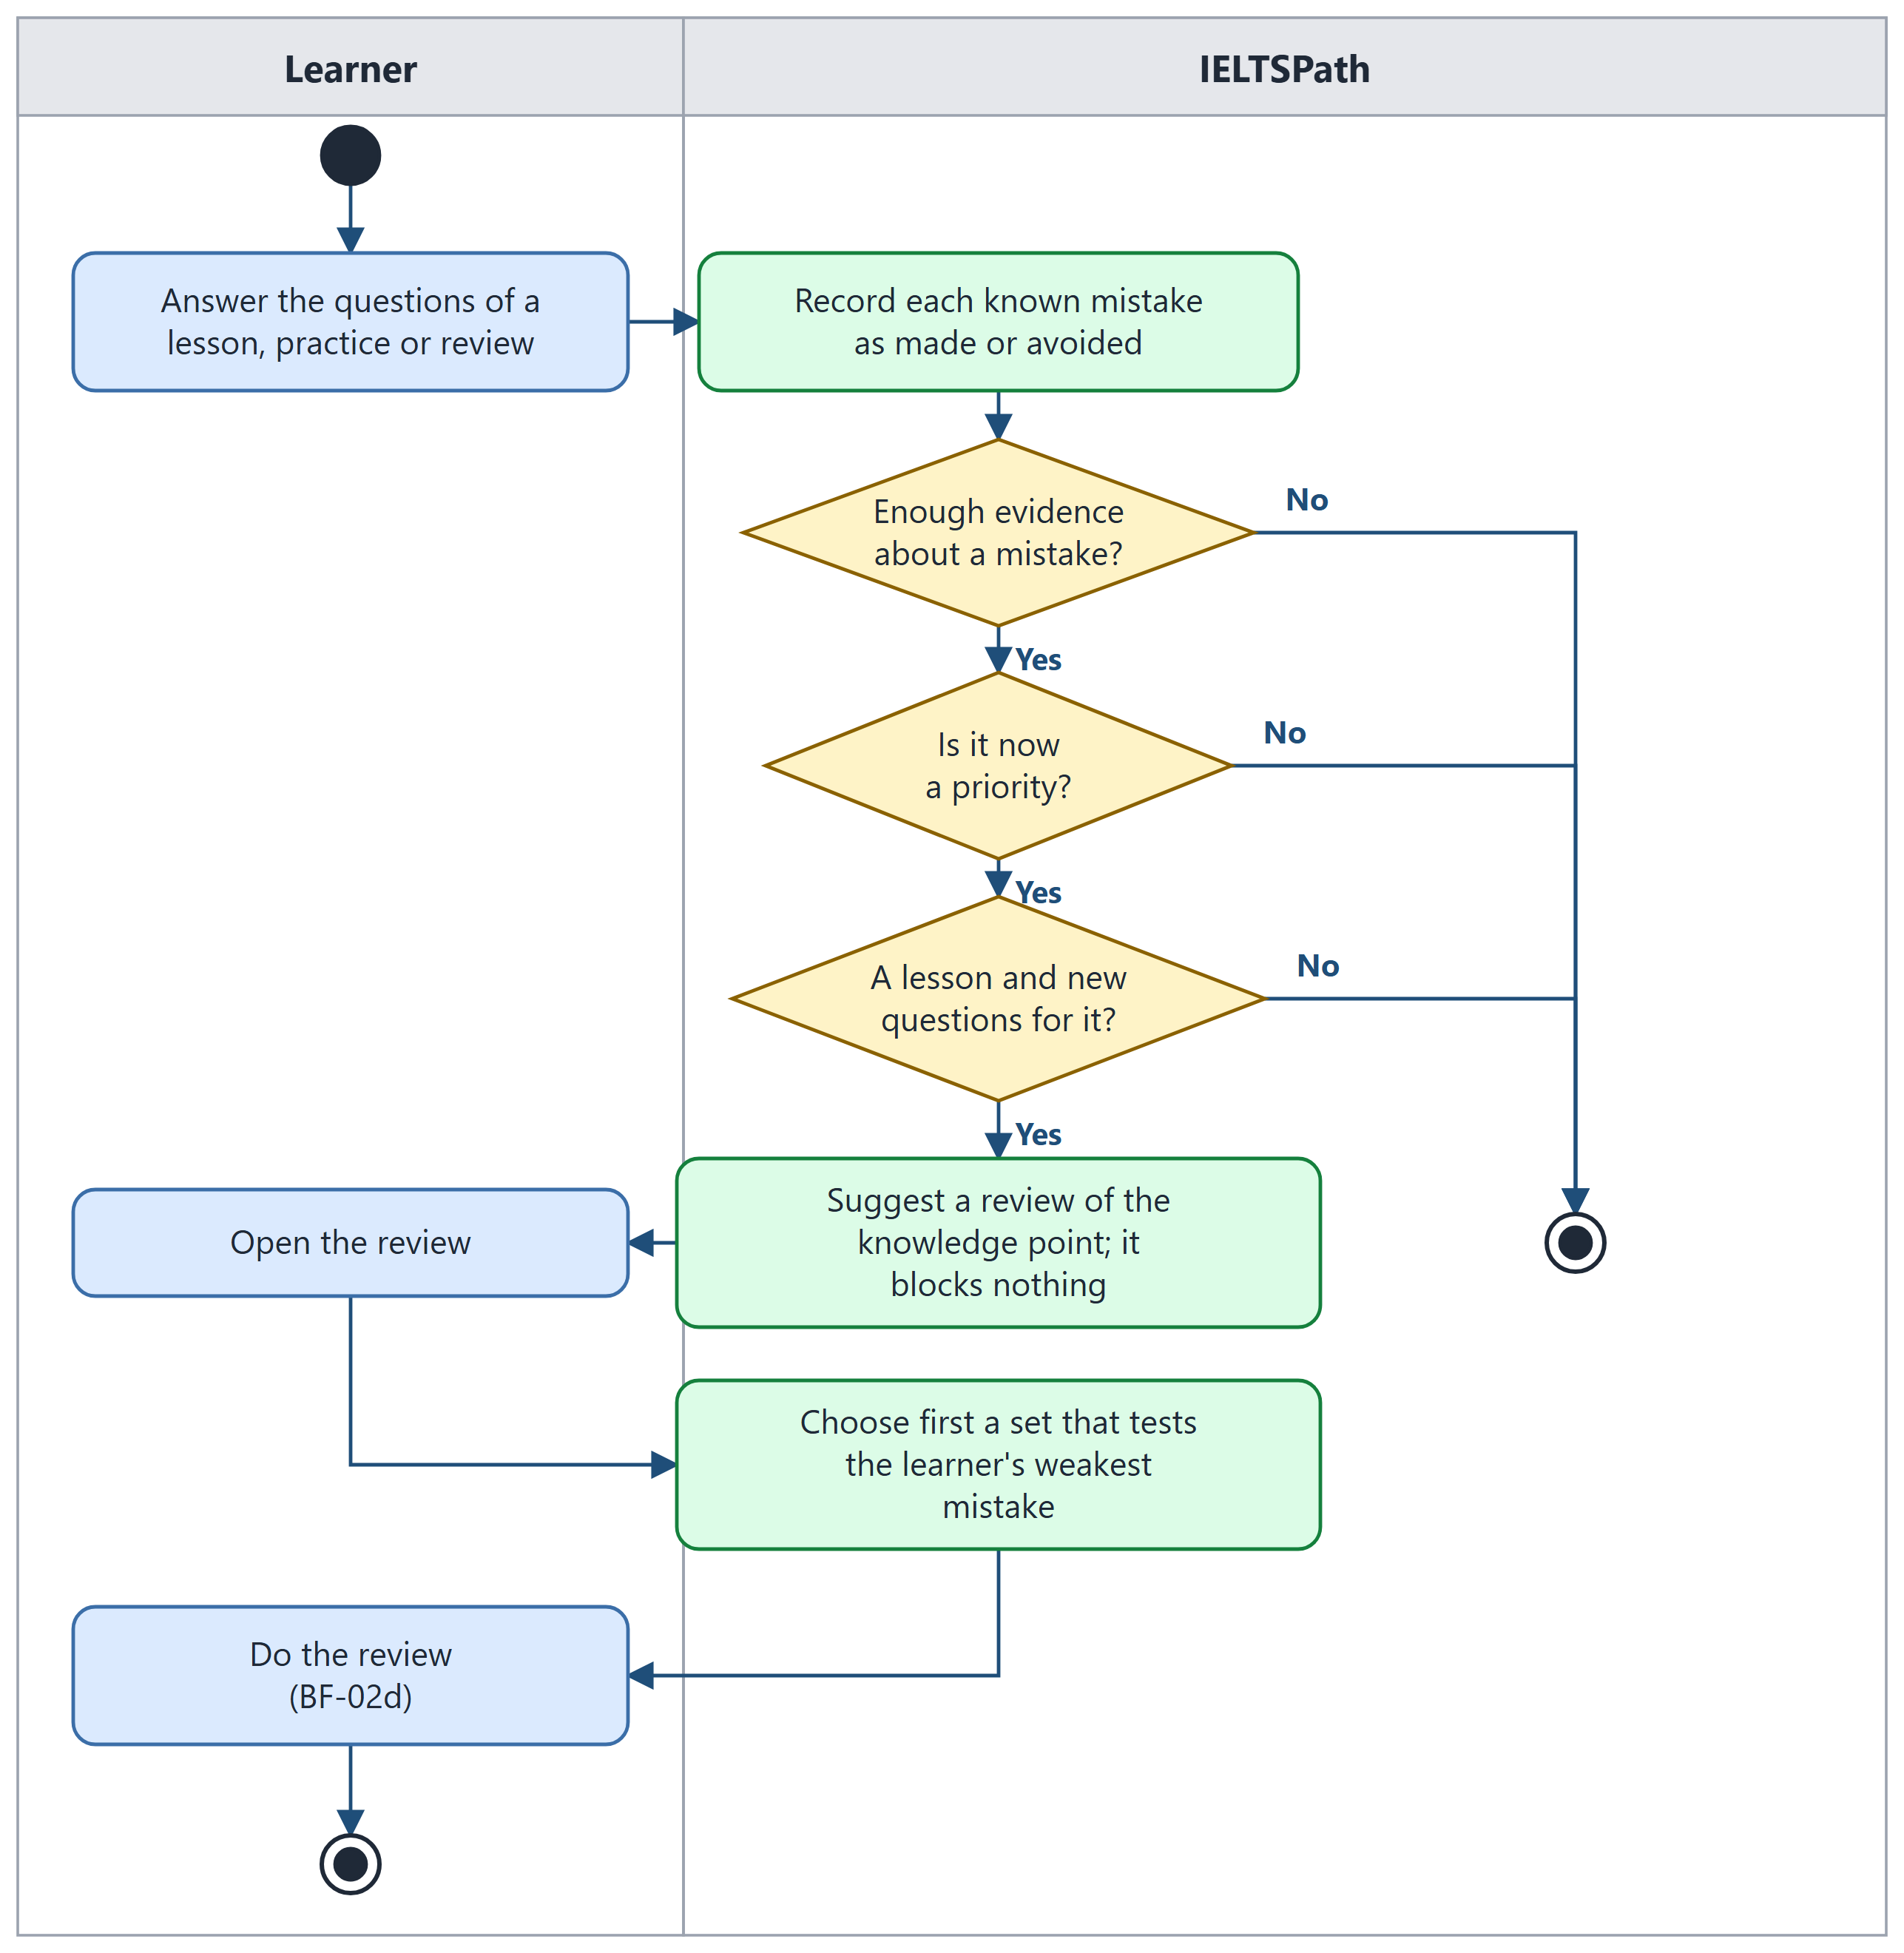 Learner
IELTSPath
Answer the questions of a
lesson, practice or review
Record each known mistake
as made or avoided
Enough evidence
about a mistake?
No
Yes
Is it now
a priority?
No
Yes
A lesson and new
questions for it?
No
Yes
Suggest a review of the
knowledge point; it
blocks nothing
Open the review
Choose first a set that tests
the learner's weakest
mistake
Do the review
(BF-02d)